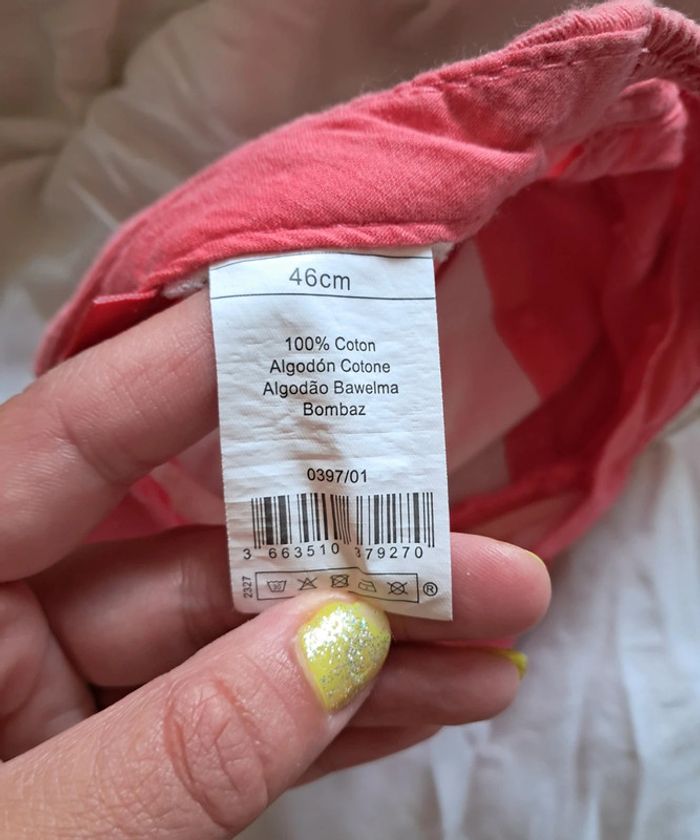 46cm
100% Coton
Algodón Cotone
Algodão Bawelma
Bombaz
0397/01
3 663510 379270
2327
®